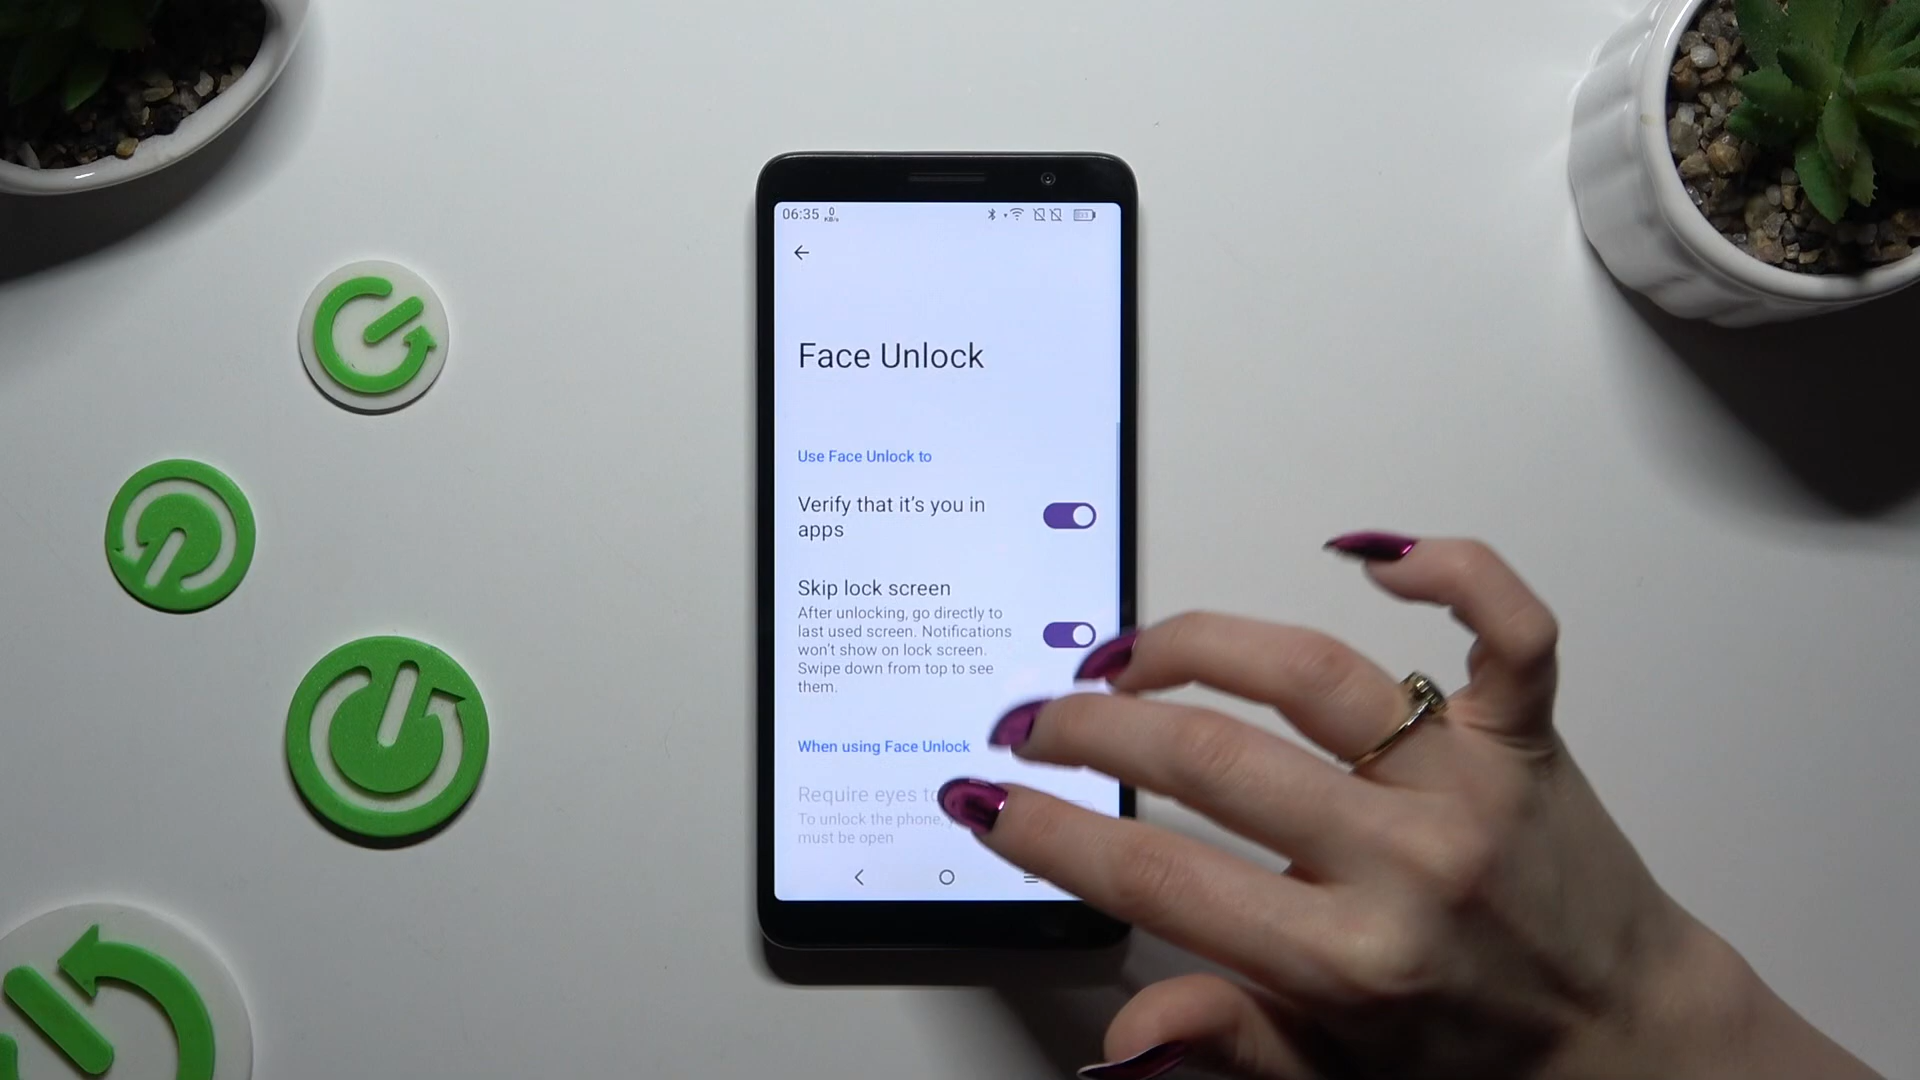 06:35 0 KB/s
Face Unlock
Use Face Unlock to
Verify that it’s you in
apps
Skip lock screen
After unlocking, go directly to
last used screen. Notifications
won’t show on lock screen.
Swipe down from top to see
them.
When using Face Unlock
Require eyes
To unlock the phone,
must be open